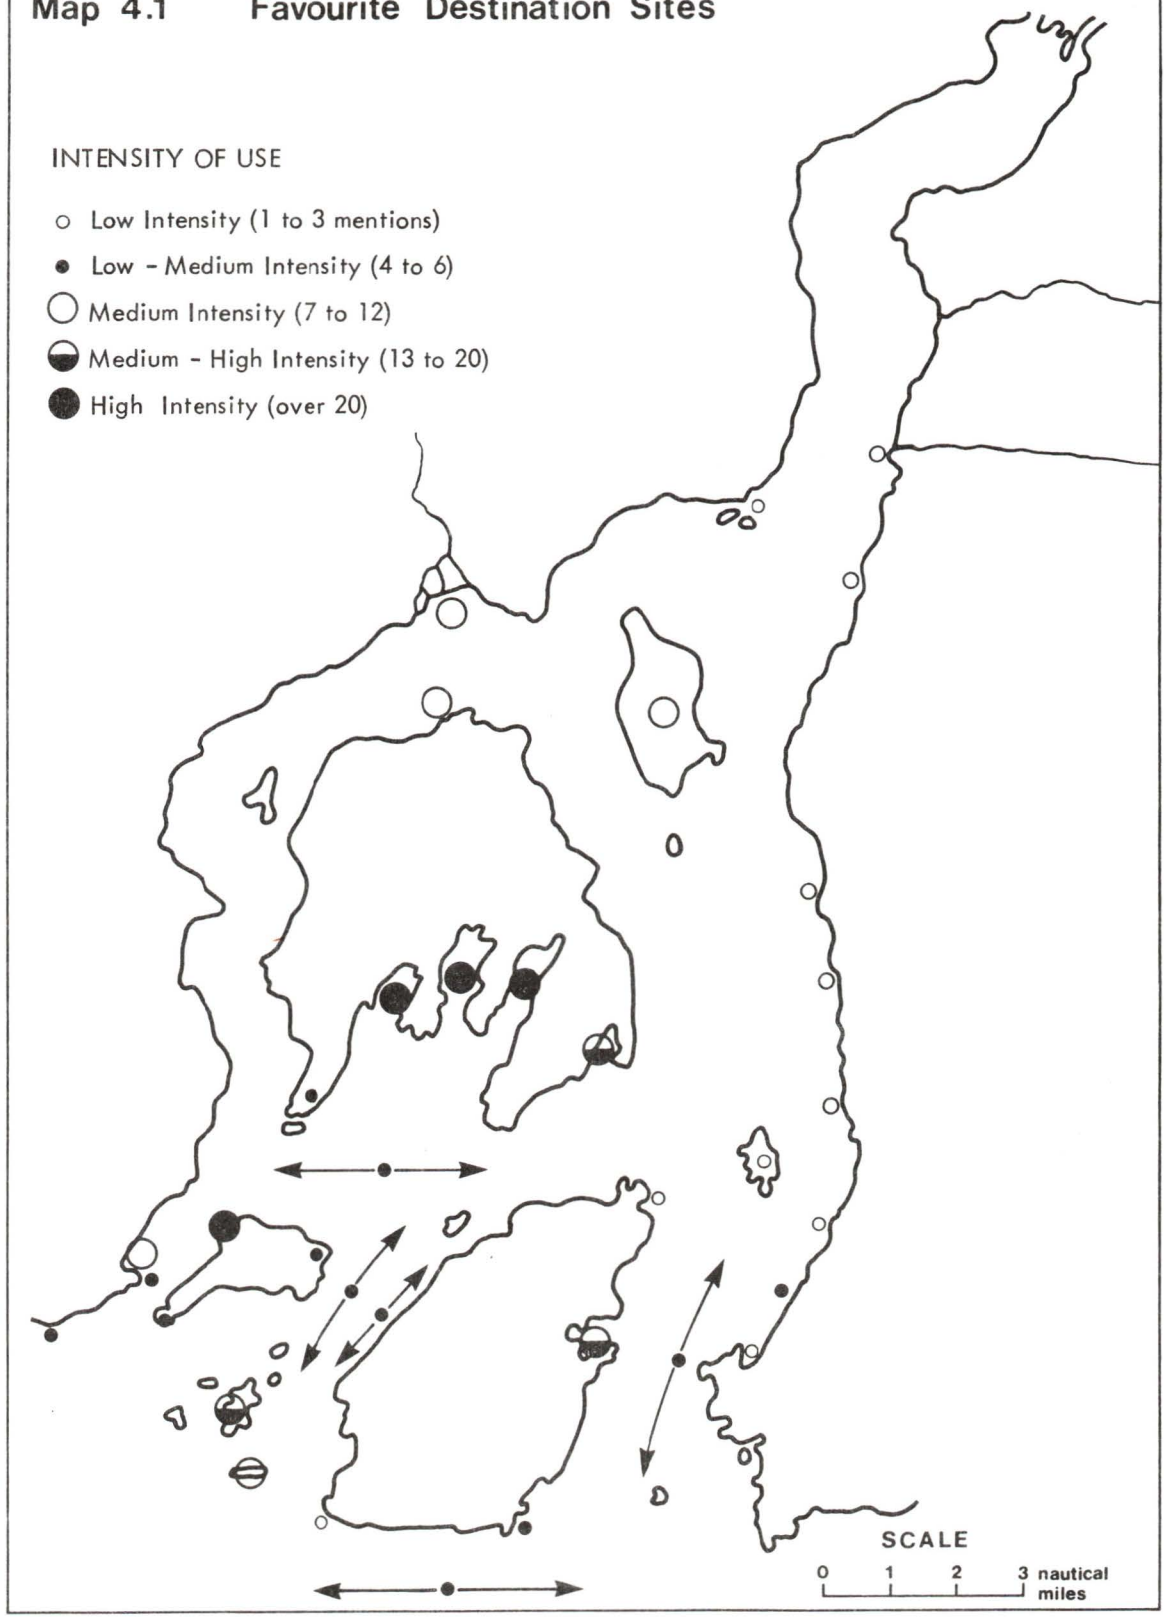 Map 4.1 Favourite Destination Sites
INTENSITY OF USE
Low Intensity (1 to 3 mentions)
Low - Medium Intensity (4 to 6)
Medium Intensity (7 to 12)
Medium - High Intensity (13 to 20)
High Intensity (over 20)
SCALE
0 1 2 3 nautical
miles